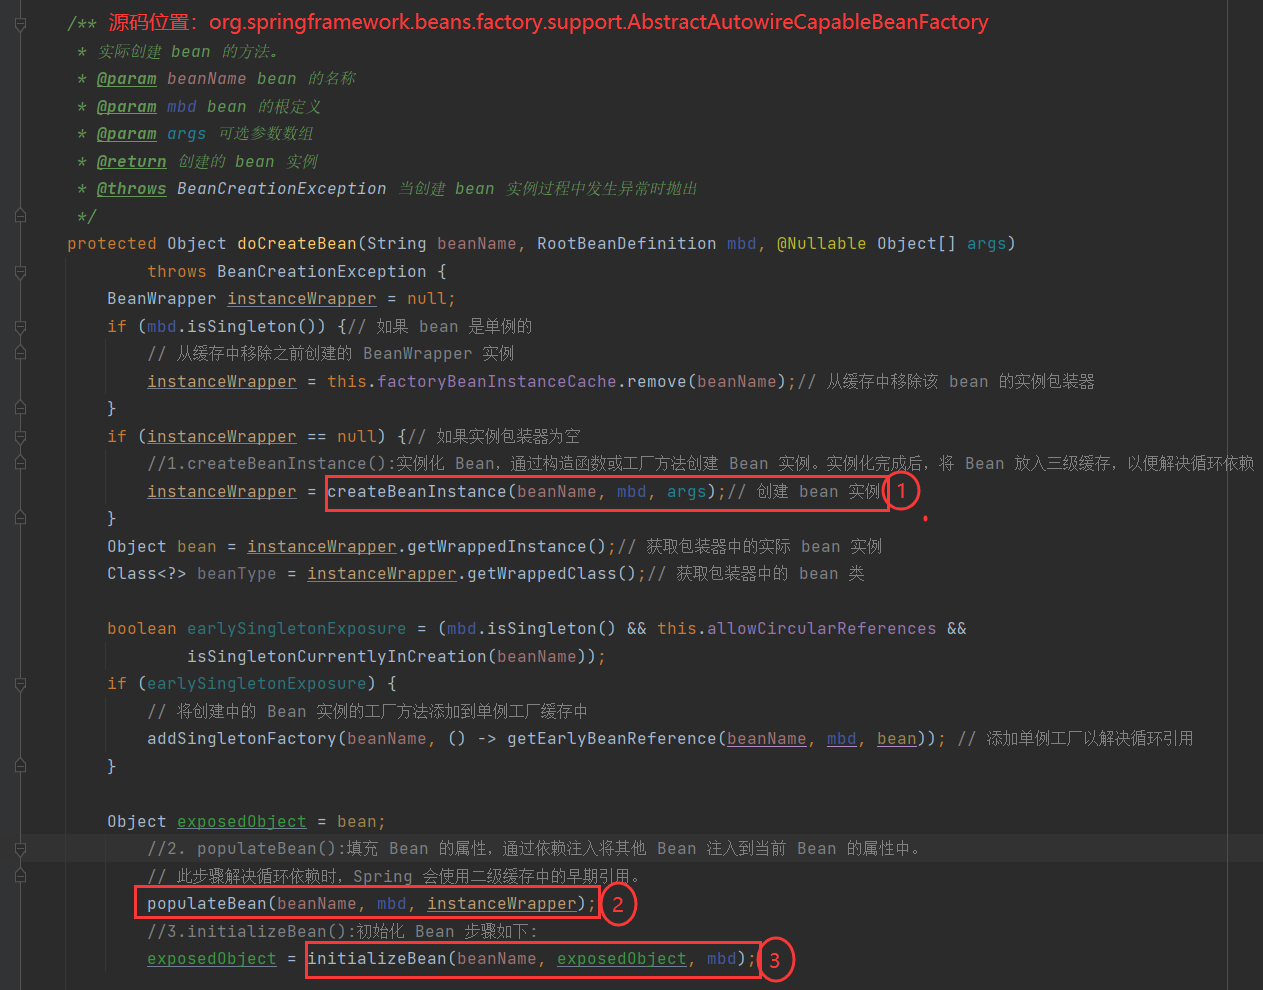 /** 源码位置：org.springframework.beans.factory.support.AbstractAutowireCapableBeanFactory
* 实际创建 bean 的方法。
* @param beanName bean 的名称
* @param mbd bean 的根定义
* @param args 可选参数数组
* @return 创建的 bean 实例
* @throws BeanCreationException 当创建 bean 实例过程中发生异常时抛出
*/
protected Object doCreateBean(String beanName, RootBeanDefinition mbd, @Nullable Object[] args)
throws BeanCreationException {
BeanWrapper instanceWrapper = null;
if (mbd.isSingleton()) {// 如果 bean 是单例的
// 从缓存中移除之前创建的 BeanWrapper 实例
instanceWrapper = this.factoryBeanInstanceCache.remove(beanName);// 从缓存中移除该 bean 的实例包装器
}
if (instanceWrapper == null) {// 如果实例包装器为空
//1.createBeanInstance():实例化 Bean，通过构造函数或工厂方法创建 Bean 实例。实例化完成后，将 Bean 放入三级缓存，以便解决循环依赖
instanceWrapper = createBeanInstance(beanName, mbd, args);// 创建 bean 实例 1
}
Object bean = instanceWrapper.getWrappedInstance();// 获取包装器中的实际 bean 实例
Class<?> beanType = instanceWrapper.getWrappedClass();// 获取包装器中的 bean 类
boolean earlySingletonExposure = (mbd.isSingleton() && this.allowCircularReferences &&
isSingletonCurrentlyInCreation(beanName));
if (earlySingletonExposure) {
// 将创建中的 Bean 实例的工厂方法添加到单例工厂缓存中
addSingletonFactory(beanName, () -> getEarlyBeanReference(beanName, mbd, bean)); // 添加单例工厂以解决循环引用
}
Object exposedObject = bean;
//2. populateBean():填充 Bean 的属性，通过依赖注入将其他 Bean 注入到当前 Bean 的属性中。
// 此步骤解决循环依赖时，Spring 会使用二级缓存中的早期引用。
populateBean(beanName, mbd, instanceWrapper); 2
//3.initializeBean():初始化 Bean 步骤如下:
exposedObject = initializeBean(beanName, exposedObject, mbd); 3